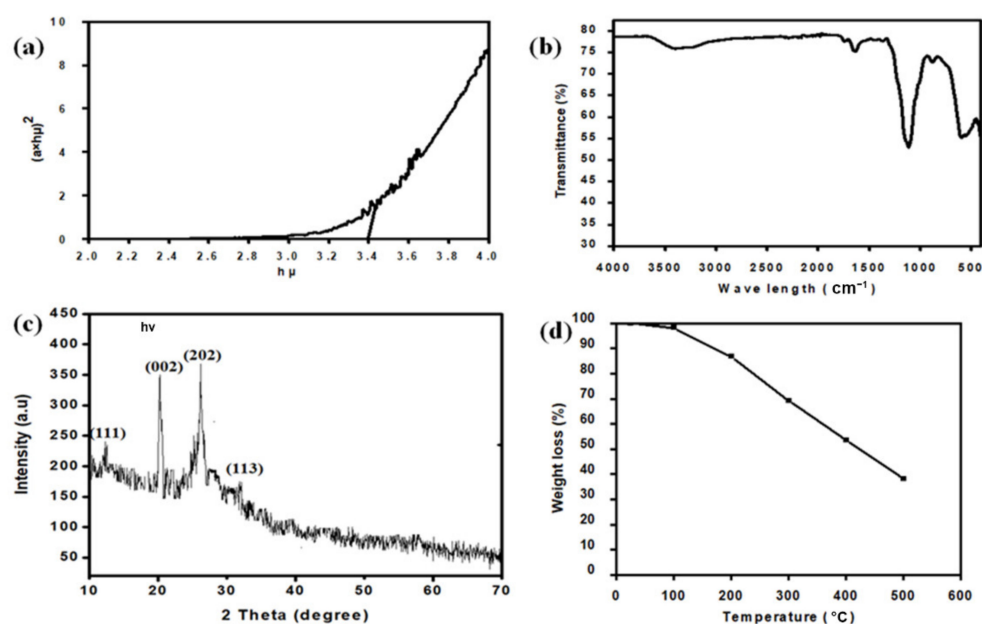 (a)
(a×hμ)²
10
8
6
4
2
0
2.0 2.2 2.4 2.6 2.8 3.0 3.2 3.4 3.6 3.8 4.0
h μ
(b)
Transmittance (%)
80
75
70
65
60
55
50
45
40
35
30
4000 3000 2000 1000 500
Wave length ( cm⁻¹)
(c)
Intensity (a.u)
450
400
350
300
250
200
150
100
50
hv
(111)
(002)
(202)
(113)
10 20 30 40 50 60 70
2 Theta (degree)
(d)
Weight loss (%)
100
90
80
70
60
50
40
30
20
10
0
0 100 200 300 400 500 600
Temperature ( °C)